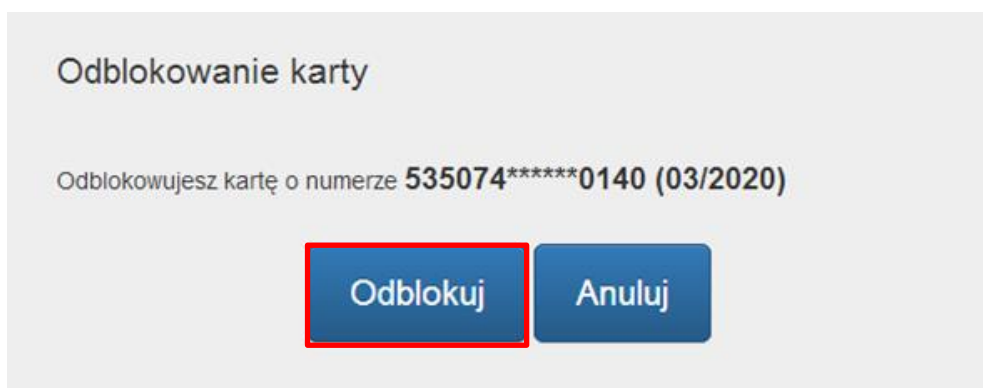 Odblokowanie karty
Odblokowujesz kartę o numerze 535074******0140 (03/2020)
Odblokuj Anuluj